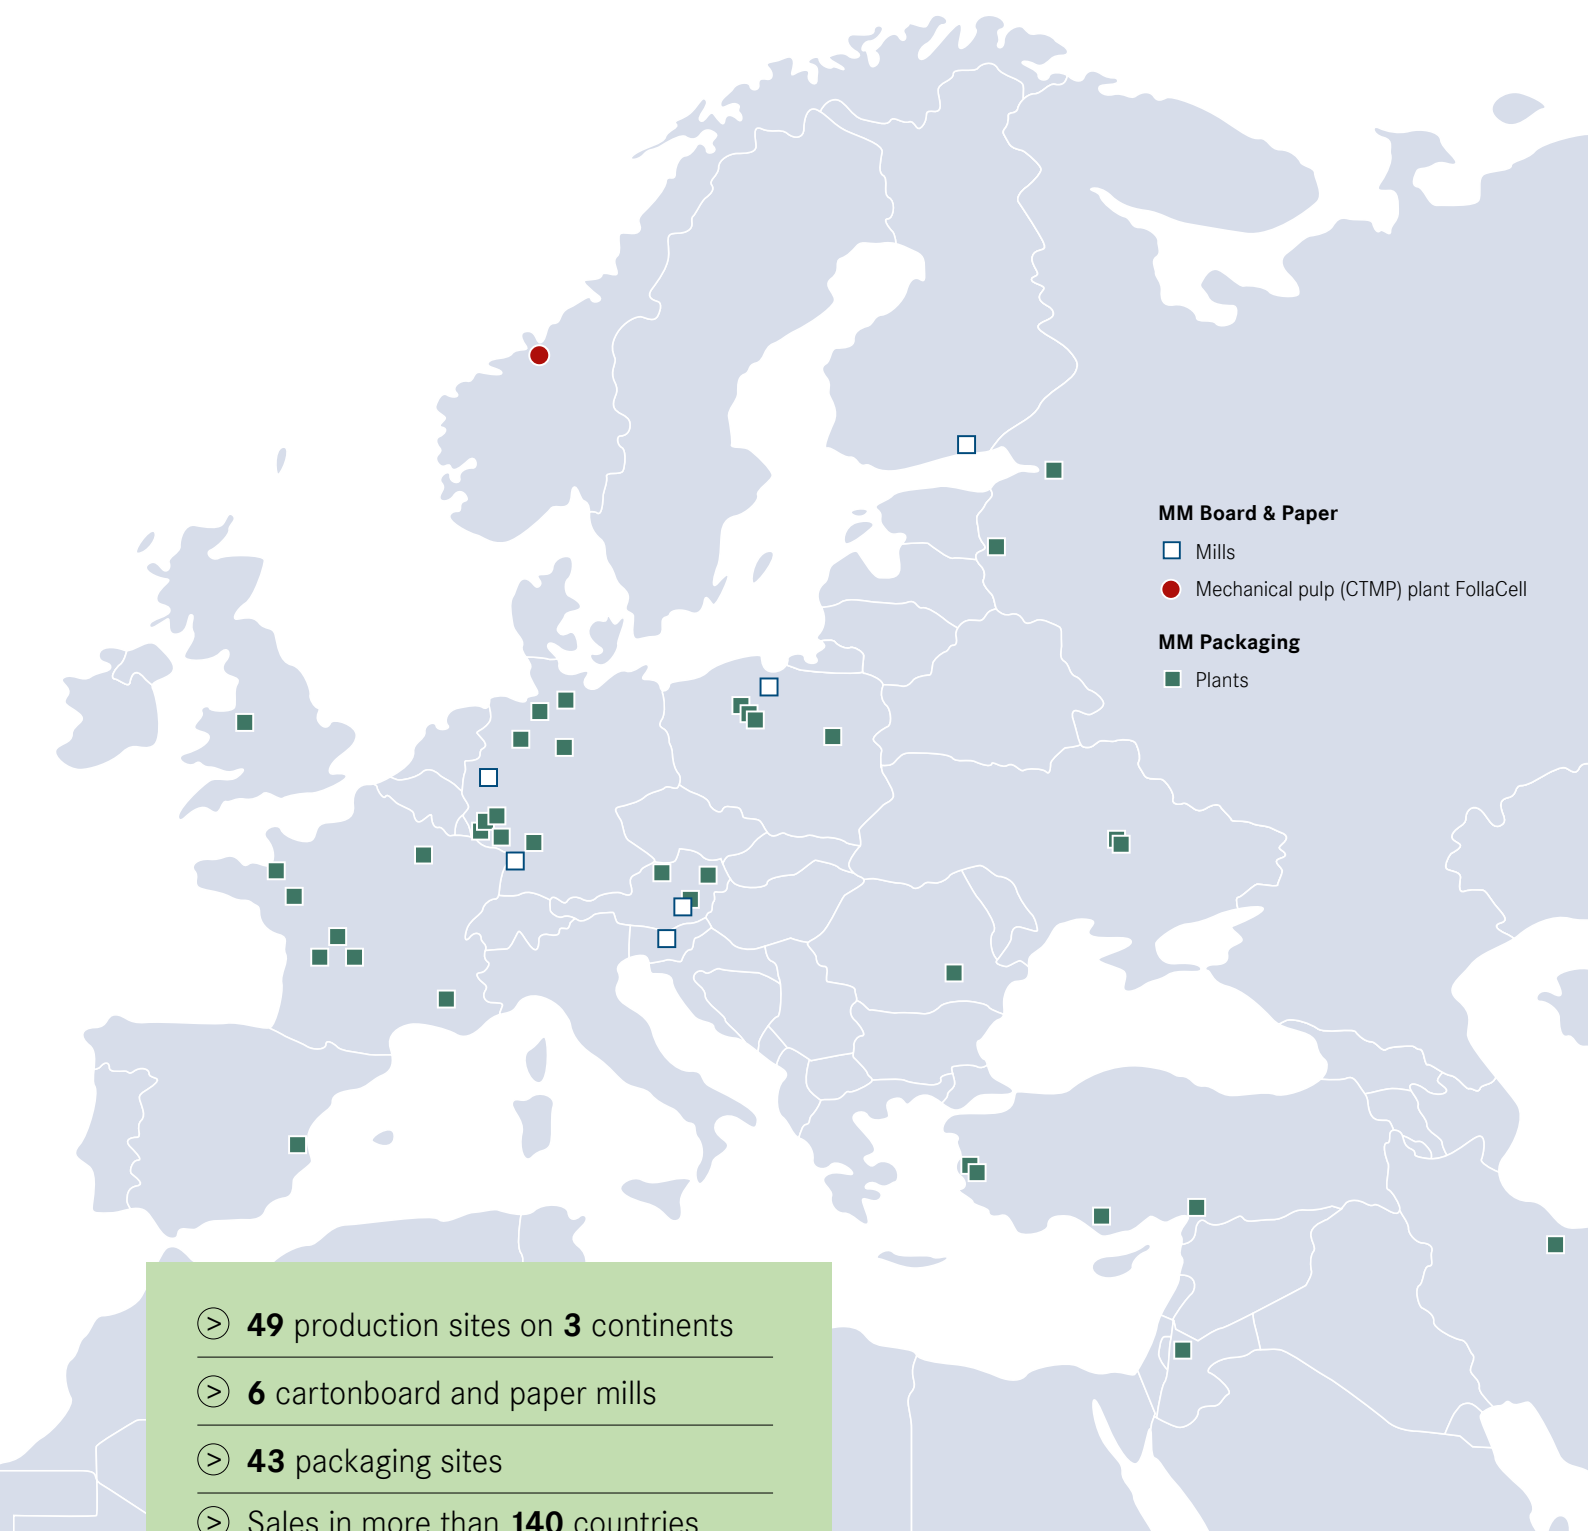 MM Board & Paper
Mills
Mechanical pulp (CTMP) plant FollaCell
MM Packaging
Plants
49 production sites on 3 continents
6 cartonboard and paper mills
43 packaging sites
Sales in more than 140 countries